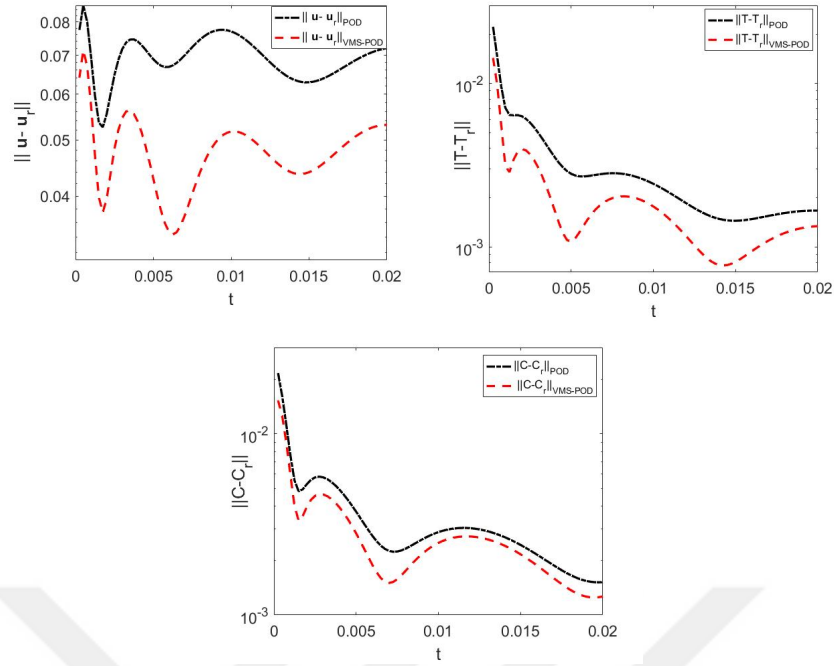 || u- u_r||_POD
|| u- u_r||_VMS-POD
0.08
0.07
0.06
0.05
0.04
|| u- u_r||
0
0.005
0.01
0.015
0.02
t
||T-T_r||_POD
||T-T_r||_VMS-POD
10^-2
10^-3
||T-T_r||
0
0.005
0.01
0.015
0.02
t
||C-C_r||_POD
||C-C_r||_VMS-POD
10^-2
10^-3
||C-C_r||
0
0.005
0.01
0.015
0.02
t